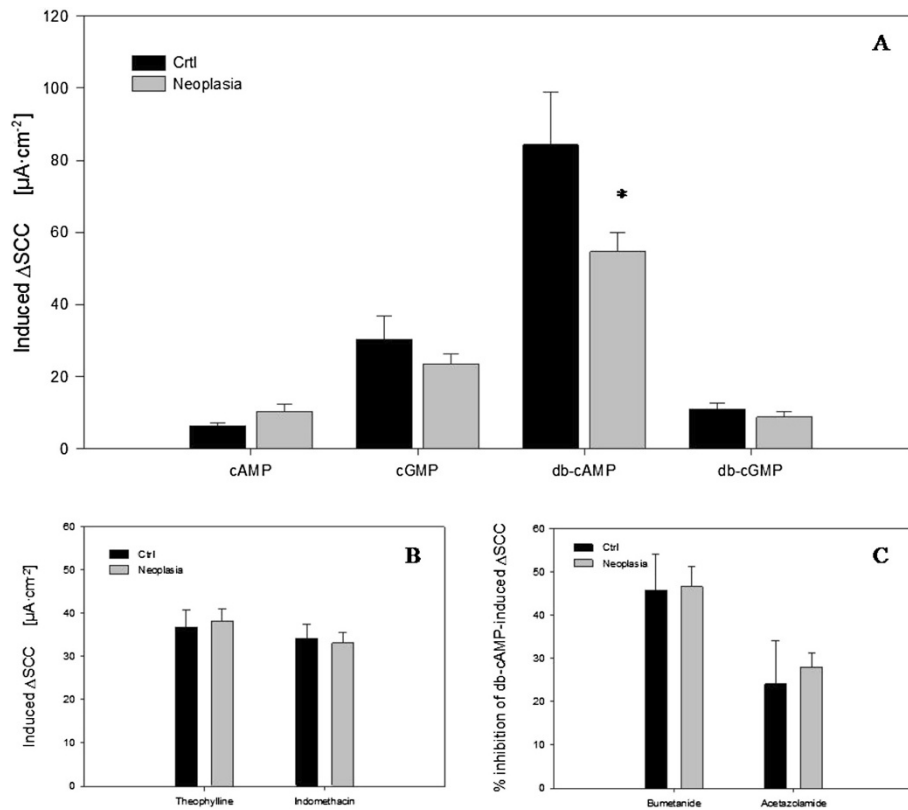 A
Crtl
Neoplasia
Induced ΔSCC [µA·cm-2]
120
100
80
60
40
20
0
*
cAMP cGMP db-cAMP db-cGMP
B
Ctrl
Neoplasia
Induced ΔSCC [µA·cm-2]
60
50
40
30
20
10
0
Theophylline Indomethacin
C
Ctrl
Neoplasia
% inhibition of db-cAMP-induced ΔSCC
60
50
40
30
20
10
0
Bumetanide Acetazolamide